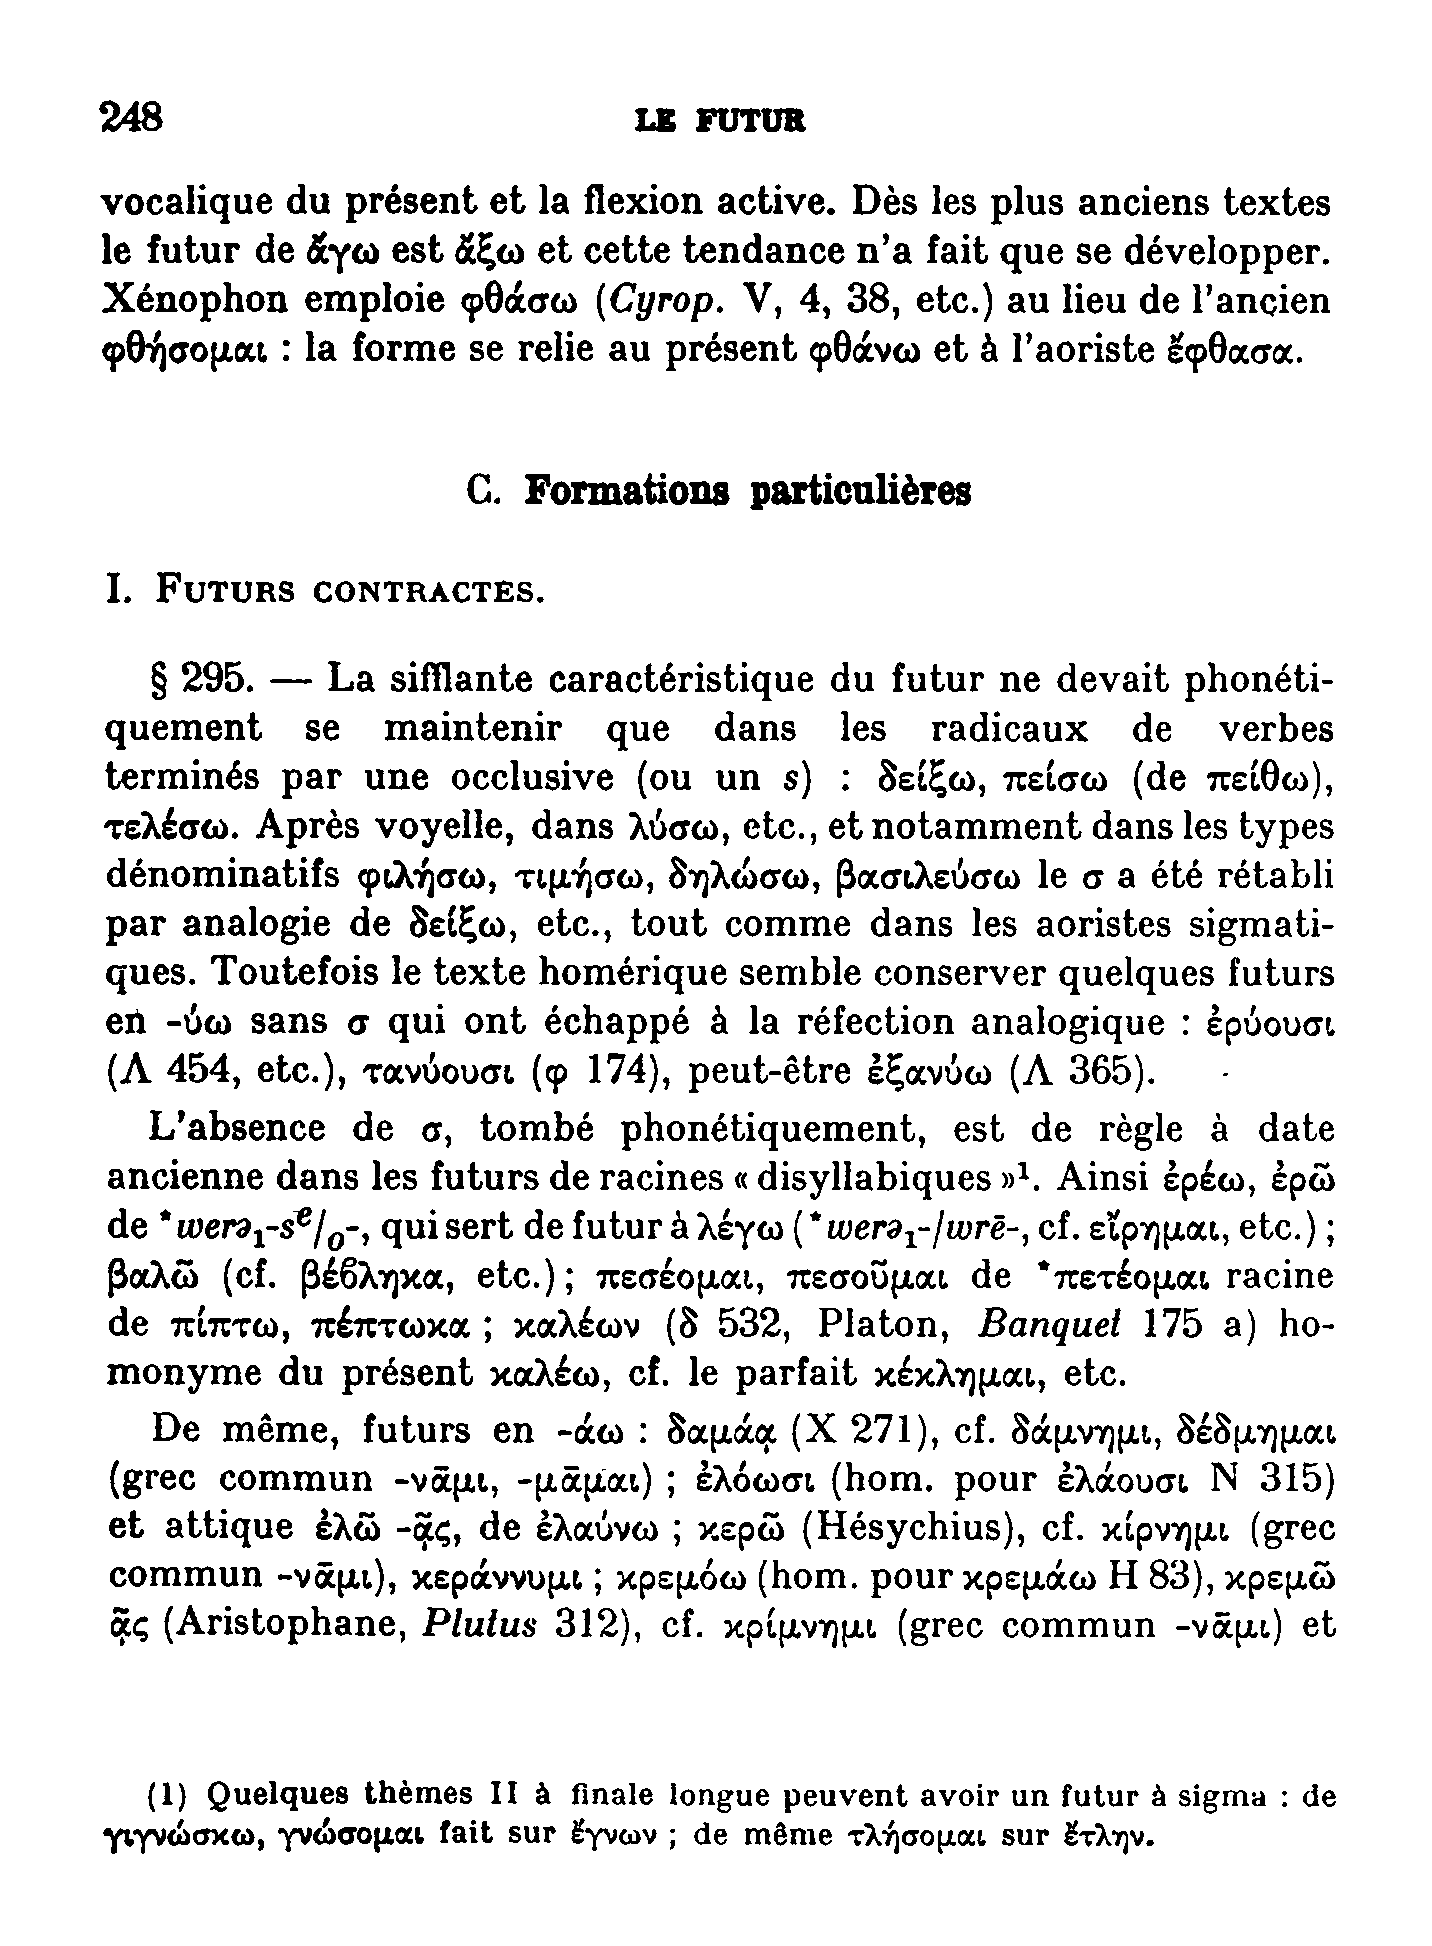 248 LE FUTUR
vocalique du présent et la flexion active. Dès les plus anciens textes
le futur de ἄγω est ἄξω et cette tendance n'a fait que se développer.
Xénophon emploie φθάσω (Cyrop. V, 4, 38, etc.) au lieu de l'ancien
φθήσομαι : la forme se relie au présent φθάνω et à l'aoriste ἔφθασα.
C. Formations particulières
I. FUTURS CONTRACTES.
§ 295. — La sifflante caractéristique du futur ne devait phonéti-
quement se maintenir que dans les radicaux de verbes
terminés par une occlusive (ou un s) : δείξω, πείσω (de πείθω),
τελέσω. Après voyelle, dans λύσω, etc., et notamment dans les types
dénominatifs φιλήσω, τιμήσω, δηλώσω, βασιλεύσω le σ a été rétabli
par analogie de δείξω, etc., tout comme dans les aoristes sigmati-
ques. Toutefois le texte homérique semble conserver quelques futurs
en -ύω sans σ qui ont échappé à la réfection analogique : ἐρύουσι
(Λ 454, etc.), τανύουσι (φ 174), peut-être ἐξανύω (Λ 365).
L'absence de σ, tombé phonétiquement, est de règle à date
ancienne dans les futurs de racines « disyllabiques »¹. Ainsi ἐρέω, ἐρῶ
de *werə₁-sᵉ/ₒ-, qui sert de futur à λέγω (*werə₁-/wrē-, cf. εἴρημαι, etc.) ;
βαλῶ (cf. βέβληκα, etc.) ; πεσέομαι, πεσοῦμαι de *πετέομαι racine
de πίπτω, πέπτωκα ; καλέων (δ 532, Platon, Banquet 175 a) ho-
monyme du présent καλέω, cf. le parfait κέκλημαι, etc.
De même, futurs en -άω : δαμάᾳ (Χ 271), cf. δάμνημι, δέδμημαι
(grec commun -νᾱμι, -μᾱμαι) ; ἐλόωσι (hom. pour ἐλάουσι Ν 315)
et attique ἐλῶ -ᾷς, de ἐλαύνω ; κερῶ (Hésychius), cf. κίρνημι (grec
commun -νᾱμι), κεράννυμι ; κρεμόω (hom. pour κρεμάω Η 83), κρεμῶ
ᾷς (Aristophane, Plutus 312), cf. κρίμνημι (grec commun -νᾱμι) et
(1) Quelques thèmes II à finale longue peuvent avoir un futur à sigma : de
γιγνώσκω, γνώσομαι fait sur ἔγνων ; de même τλήσομαι sur ἔτλην.